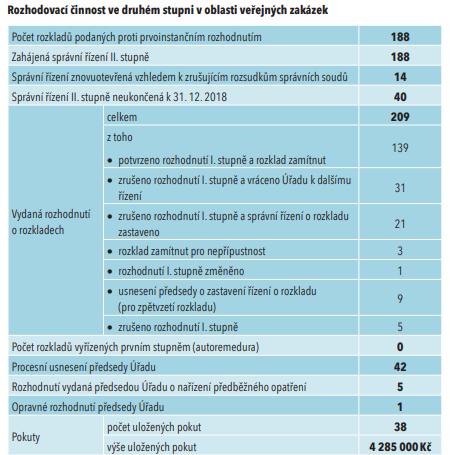 Rozhodovací činnost ve druhém stupni v oblasti veřejných zakázek
Počet rozkladů podaných proti prvoinstančním rozhodnutím 188
Zahájená správní řízení II. stupně 188
Správní řízení znovuotevřená vzhledem k zrušujícím rozsudkům správních soudů 14
Správní řízení II. stupně neukončená k 31. 12. 2018 40
Vydaná rozhodnutí
o rozkladech
celkem 209
z toho
• potvrzeno rozhodnutí I. stupně a rozklad zamítnut 139
• zrušeno rozhodnutí I. stupně a vráceno Úřadu k dalšímu
řízení 31
• zrušeno rozhodnutí I. stupně a správní řízení o rozkladu
zastaveno 21
• rozklad zamítnut pro nepřípustnost 3
• rozhodnutí I. stupně změněno 1
• usnesení předsedy o zastavení řízení o rozkladu
(pro zpětvzetí rozkladu) 9
• zrušeno rozhodnutí I. stupně 5
Počet rozkladů vyřízených prvním stupněm (autoremedura) 0
Procesní usnesení předsedy Úřadu 42
Rozhodnutí vydaná předsedou Úřadu o nařízení předběžného opatření 5
Opravné rozhodnutí předsedy Úřadu 1
Pokuty
počet uložených pokut 38
výše uložených pokut 4 285 000 Kč